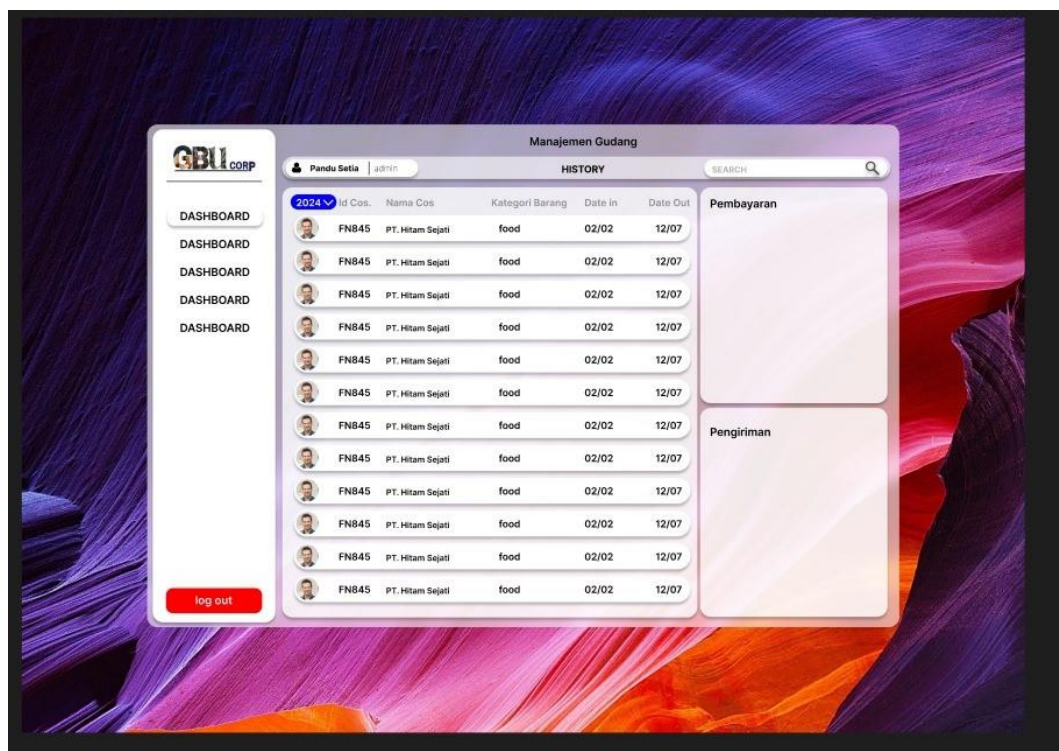 GBU CORP
Manajemen Gudang
Pandu Setia | admin
HISTORY
SEARCH
DASHBOARD
DASHBOARD
DASHBOARD
DASHBOARD
DASHBOARD
log out
2024 Id Cos. Nama Cos Kategori Barang Date in Date Out
FN845 PT. Hitam Sejati food 02/02 12/07
FN845 PT. Hitam Sejati food 02/02 12/07
FN845 PT. Hitam Sejati food 02/02 12/07
FN845 PT. Hitam Sejati food 02/02 12/07
FN845 PT. Hitam Sejati food 02/02 12/07
FN845 PT. Hitam Sejati food 02/02 12/07
FN845 PT. Hitam Sejati food 02/02 12/07
FN845 PT. Hitam Sejati food 02/02 12/07
FN845 PT. Hitam Sejati food 02/02 12/07
FN845 PT. Hitam Sejati food 02/02 12/07
FN845 PT. Hitam Sejati food 02/02 12/07
FN845 PT. Hitam Sejati food 02/02 12/07
Pembayaran
Pengiriman